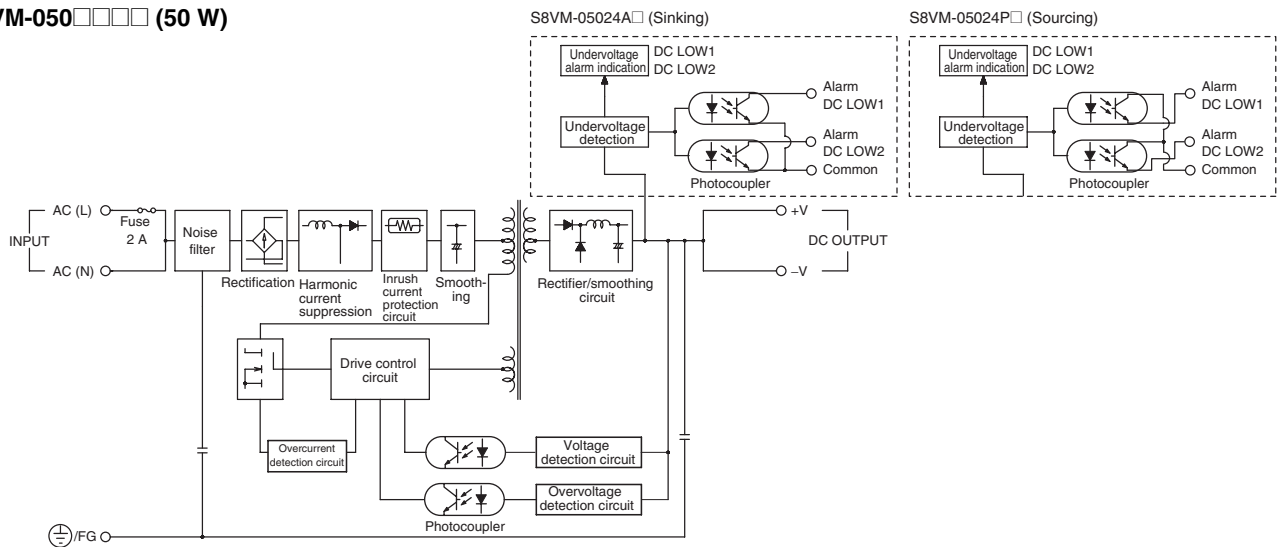 VM-050□□□□ (50 W)
S8VM-05024A□ (Sinking)
Undervoltage
alarm indication
DC LOW1
DC LOW2
Undervoltage
detection
Alarm
DC LOW1
Alarm
DC LOW2
Common
Photocoupler
S8VM-05024P□ (Sourcing)
Undervoltage
alarm indication
DC LOW1
DC LOW2
Undervoltage
detection
Alarm
DC LOW1
Alarm
DC LOW2
Common
Photocoupler
INPUT
AC (L)
AC (N)
Fuse
2 A
Noise
filter
Rectification
Harmonic
current
suppression
Inrush
current
protection
circuit
Smooth-
ing
Rectifier/smoothing
circuit
+V
–V
DC OUTPUT
Drive control
circuit
Overcurrent
detection circuit
Voltage
detection circuit
Overvoltage
detection circuit
Photocoupler
/FG